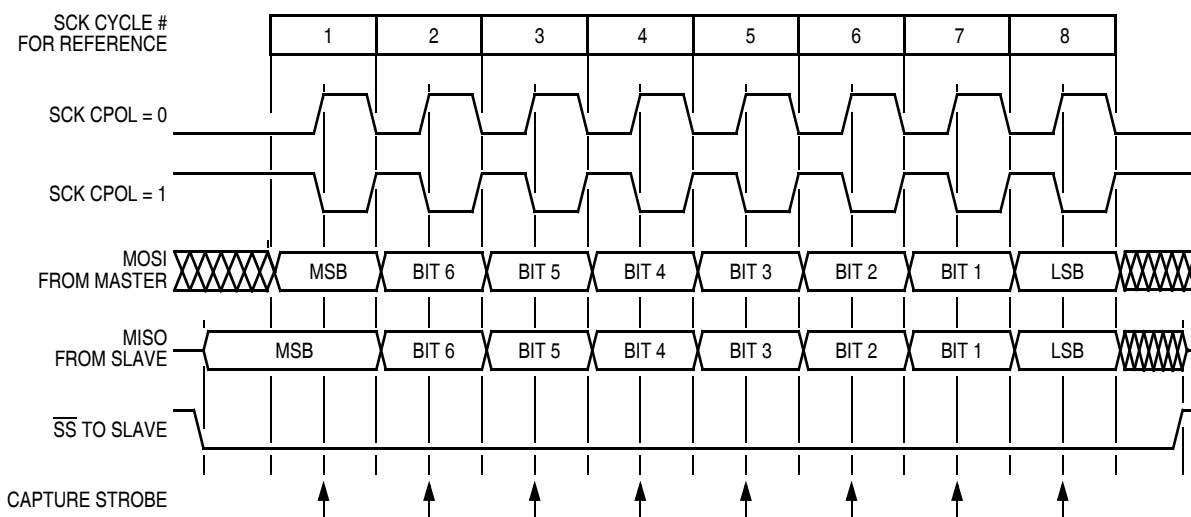 SCK CYCLE #
FOR REFERENCE
1 2 3 4 5 6 7 8
SCK CPOL = 0
SCK CPOL = 1
MOSI
FROM MASTER
MSB BIT 6 BIT 5 BIT 4 BIT 3 BIT 2 BIT 1 LSB
MISO
FROM SLAVE
MSB BIT 6 BIT 5 BIT 4 BIT 3 BIT 2 BIT 1 LSB
SS TO SLAVE
CAPTURE STROBE